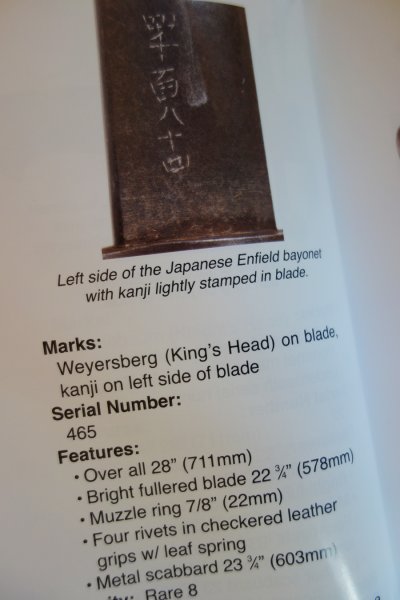 百八十四
Left side of the Japanese Enfield bayonet
with kanji lightly stamped in blade.
Marks:
Weyersberg (King's Head) on blade,
kanji on left side of blade
Serial Number:
465
Features:
• Over all 28" (711mm)
• Bright fullered blade 22 ¾" (578mm)
• Muzzle ring 7/8" (22mm)
• Four rivets in checkered leather
grips w/ leaf spring
• Metal scabbard 23 ¾" (603mm)
Rare 8